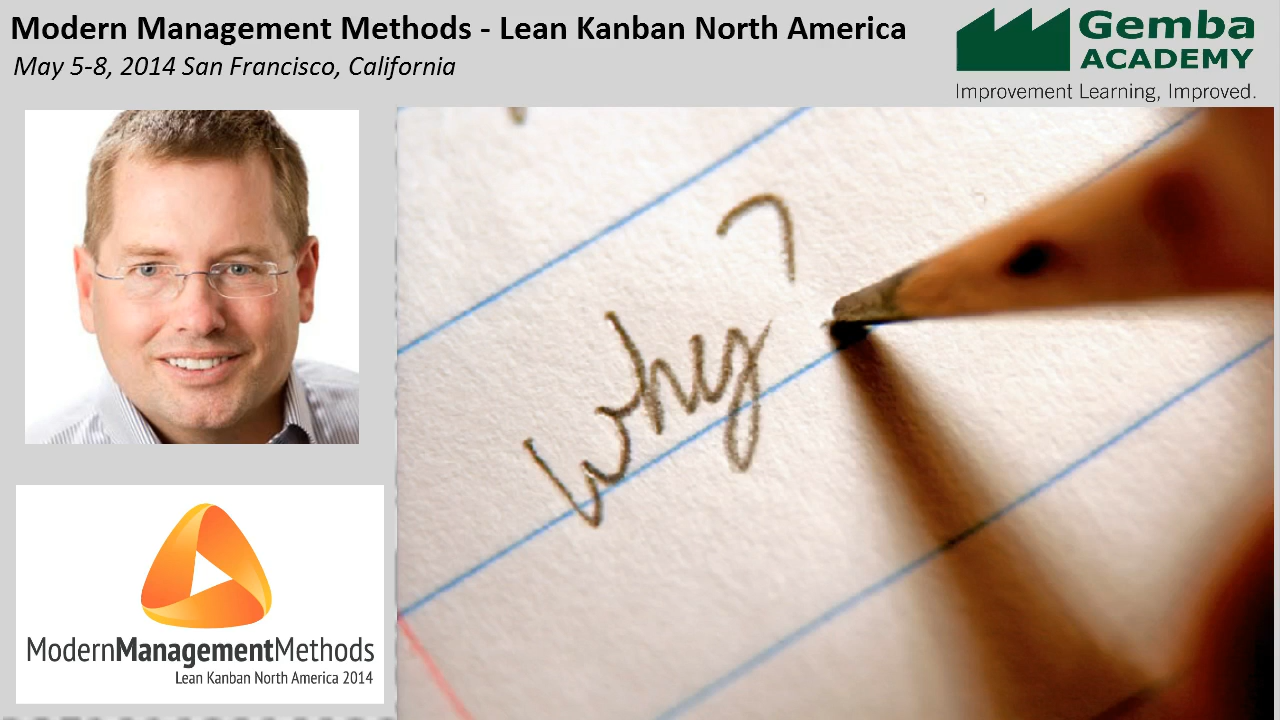 Modern Management Methods - Lean Kanban North America
May 5-8, 2014 San Francisco, California
Gemba
ACADEMY
Improvement Learning, Improved.
why?
ModernManagementMethods
Lean Kanban North America 2014